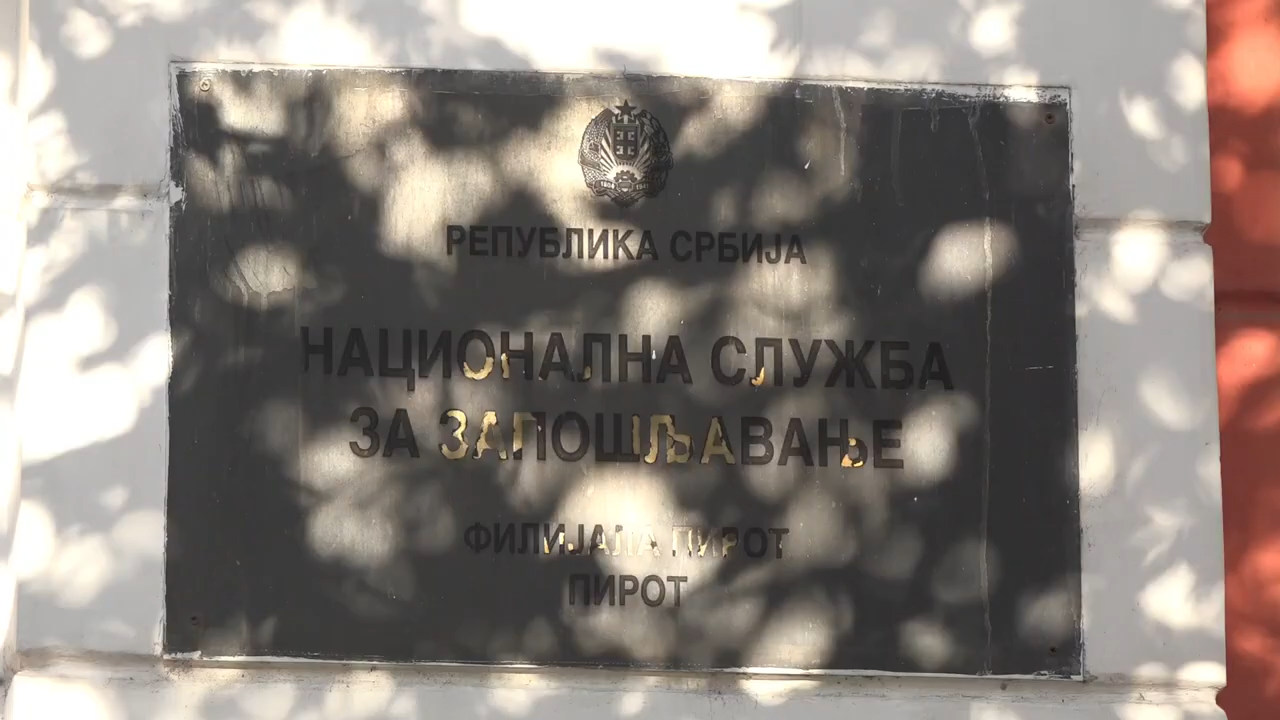 РЕПУБЛИКА СРБИЈА
НАЦИОНАЛНА СЛУЖБА
ЗА ЗАПОШЉАВАЊЕ
ФИЛИЈАЛА ПИРОТ
ПИРОТ